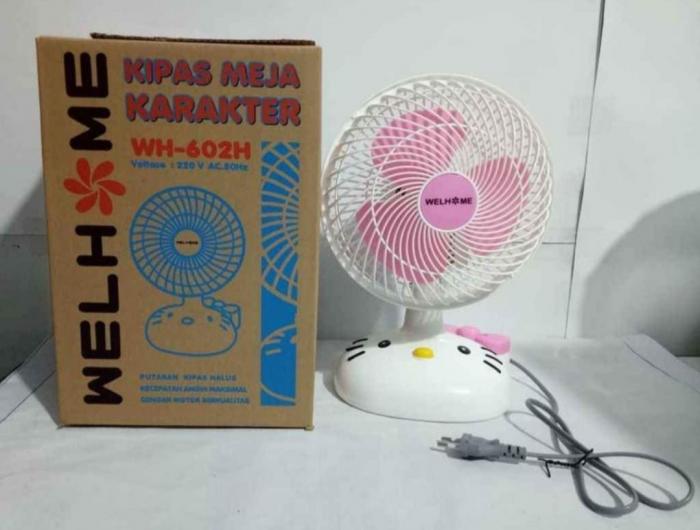 WELHOME
KIPAS MEJA
KARAKTER
WH-602H
Voltase : 220 V AC.50Hz
WELHOME
PUTARAN KIPAS HALUS
KECEPATAN ANGIN MAKSIMAL
DENGAN MOTOR BERKUALITAS
WELHOME